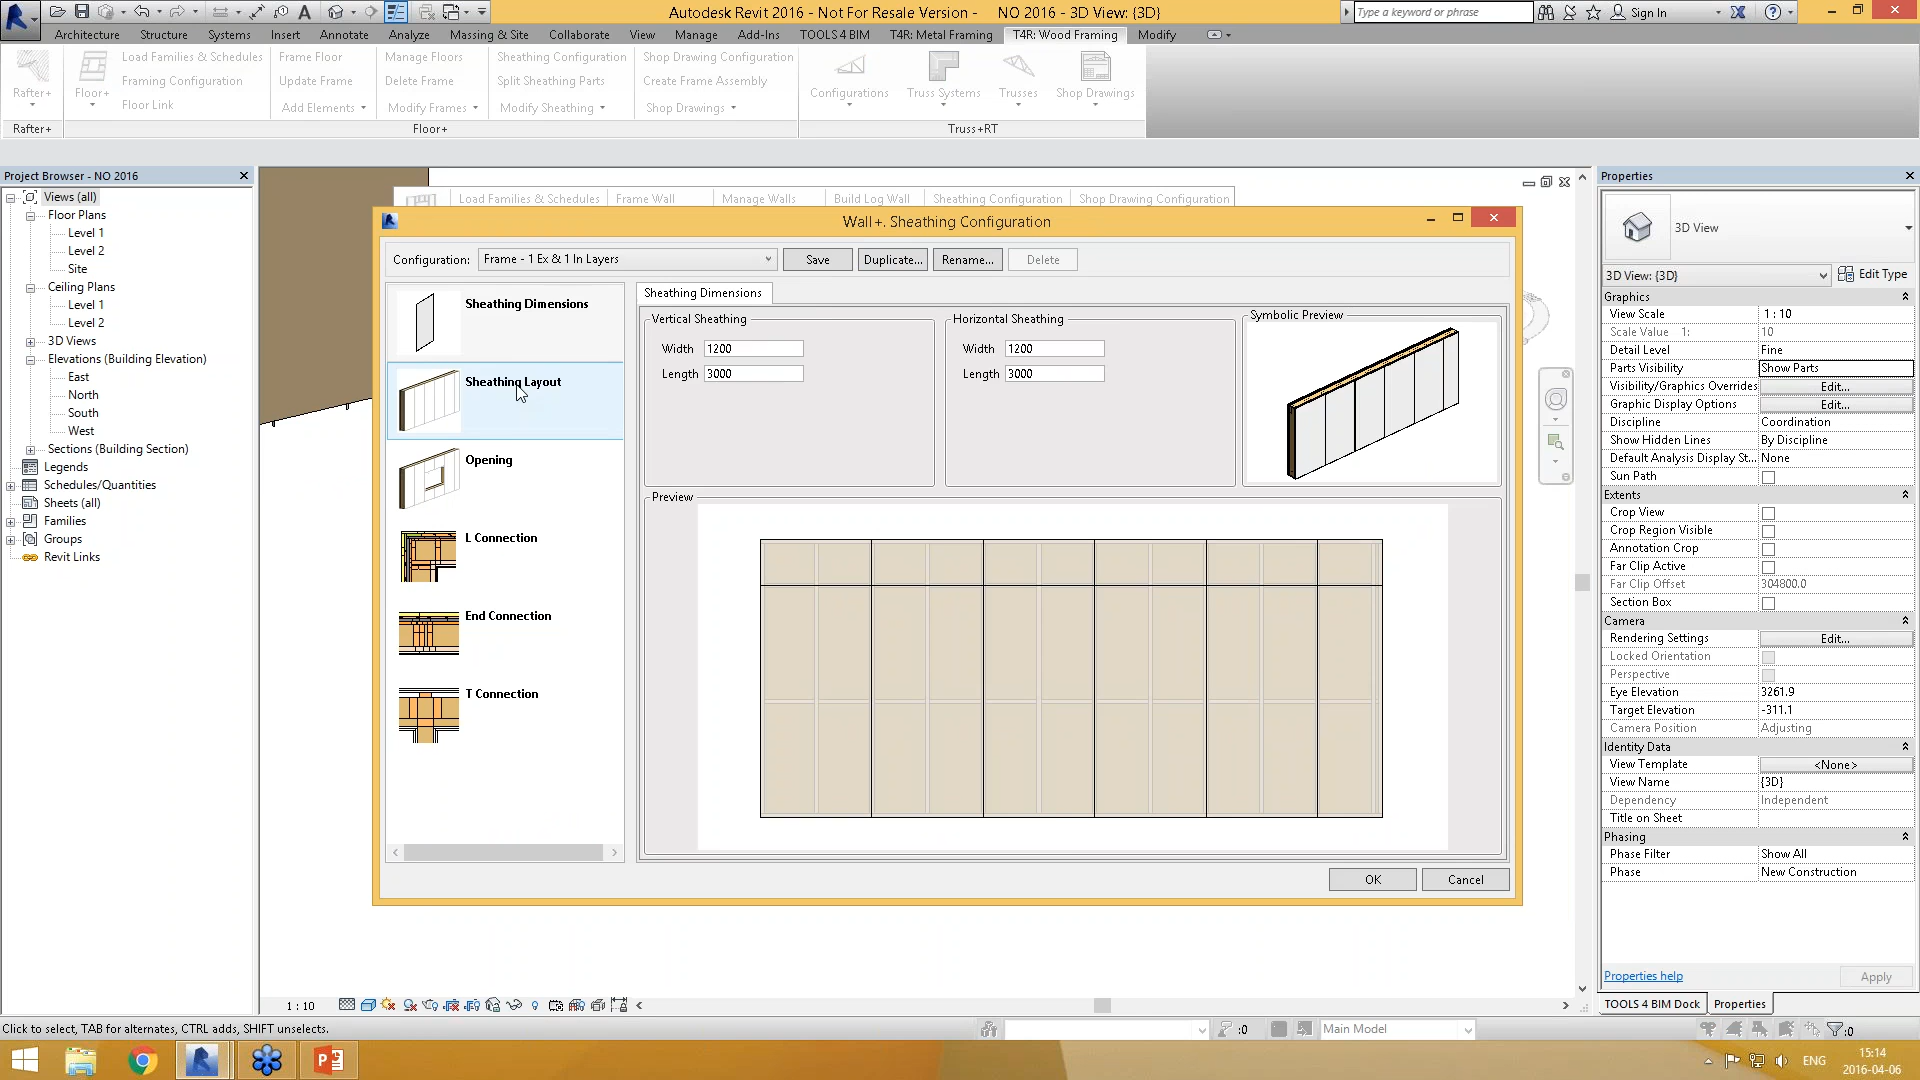 Autodesk Revit 2016 - Not For Resale Version -    NO 2016 - 3D View: {3D}
Type a keyword or phrase
Sign In
Architecture Structure Systems Insert Annotate Analyze Massing & Site Collaborate View Manage Add-Ins TOOLS 4 BIM T4R: Metal Framing T4R: Wood Framing Modify
Rafter+
Floor+
Load Families & Schedules
Framing Configuration
Floor Link
Frame Floor
Update Frame
Add Elements
Manage Floors
Delete Frame
Modify Frames
Sheathing Configuration
Split Sheathing Parts
Modify Sheathing
Shop Drawing Configuration
Create Frame Assembly
Shop Drawings
Configurations
Truss Systems
Trusses
Shop Drawings
Rafter+
Floor+
Truss+RT
Project Browser - NO 2016
Views (all)
Floor Plans
Level 1
Level 2
Site
Ceiling Plans
Level 1
Level 2
3D Views
Elevations (Building Elevation)
East
North
South
West
Sections (Building Section)
Legends
Schedules/Quantities
Sheets (all)
Families
Groups
Revit Links
Load Families & Schedules Frame Wall Manage Walls Build Log Wall Sheathing Configuration Shop Drawing Configuration
Wall+. Sheathing Configuration
Configuration: Frame - 1 Ex & 1 In Layers Save Duplicate... Rename... Delete
Sheathing Dimensions
Sheathing Layout
Opening
L Connection
End Connection
T Connection
Sheathing Dimensions
Vertical Sheathing
Width 1200
Length 3000
Horizontal Sheathing
Width 1200
Length 3000
Symbolic Preview
Preview
OK Cancel
Properties
3D View
3D View: {3D} Edit Type
Graphics
View Scale 1 : 10
Scale Value 1: 10
Detail Level Fine
Parts Visibility Show Parts
Visibility/Graphics Overrides Edit...
Graphic Display Options Edit...
Discipline Coordination
Show Hidden Lines By Discipline
Default Analysis Display St... None
Sun Path
Extents
Crop View
Crop Region Visible
Annotation Crop
Far Clip Active
Far Clip Offset 304800.0
Section Box
Camera
Rendering Settings Edit...
Locked Orientation
Perspective
Eye Elevation 3261.9
Target Elevation -311.1
Camera Position Adjusting
Identity Data
View Template <None>
View Name {3D}
Dependency Independent
Title on Sheet
Phasing
Phase Filter Show All
Phase New Construction
Properties help Apply
TOOLS 4 BIM Dock Properties
1 : 10
Click to select, TAB for alternates, CTRL adds, SHIFT unselects.
:0
Main Model
:0
ENG
15:14
2016-04-06